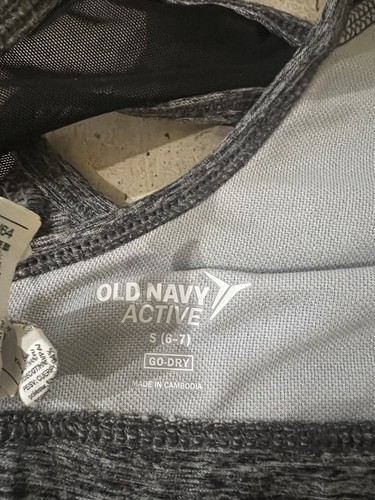 OLD NAVY
ACTIVE
S (6-7)
GO-DRY
MADE IN CAMBODIA